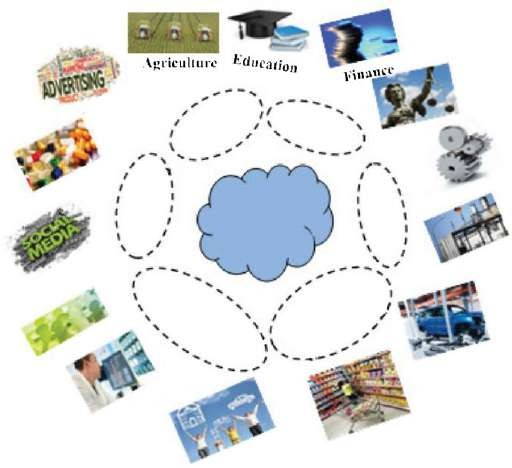 Agriculture
Education
Finance
ADVERTISING
SOCIAL
MEDIA